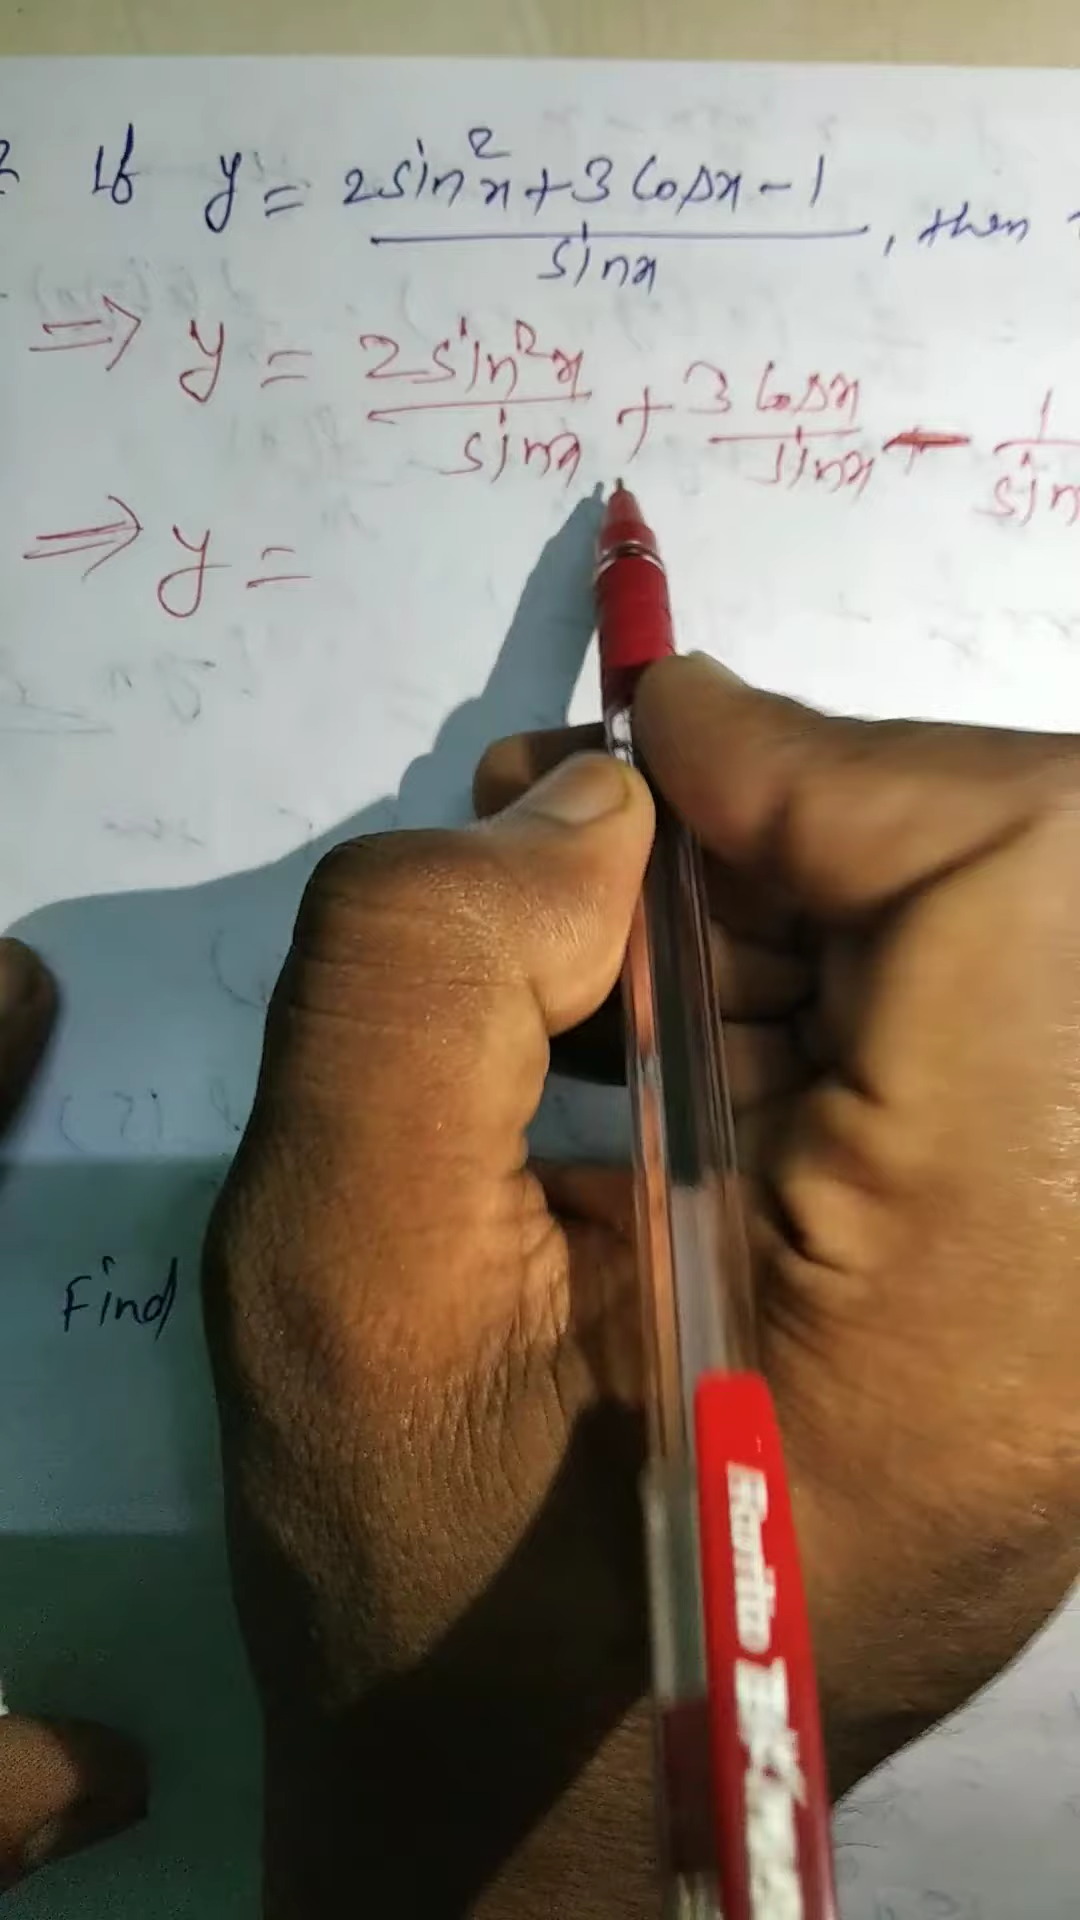 If y = 2sin²x+3Cosx-1 / sinx, then
⇒ y = 2sin²x / sinx + 3Cosx / sinx - 1 / sin
⇒ y =
Find